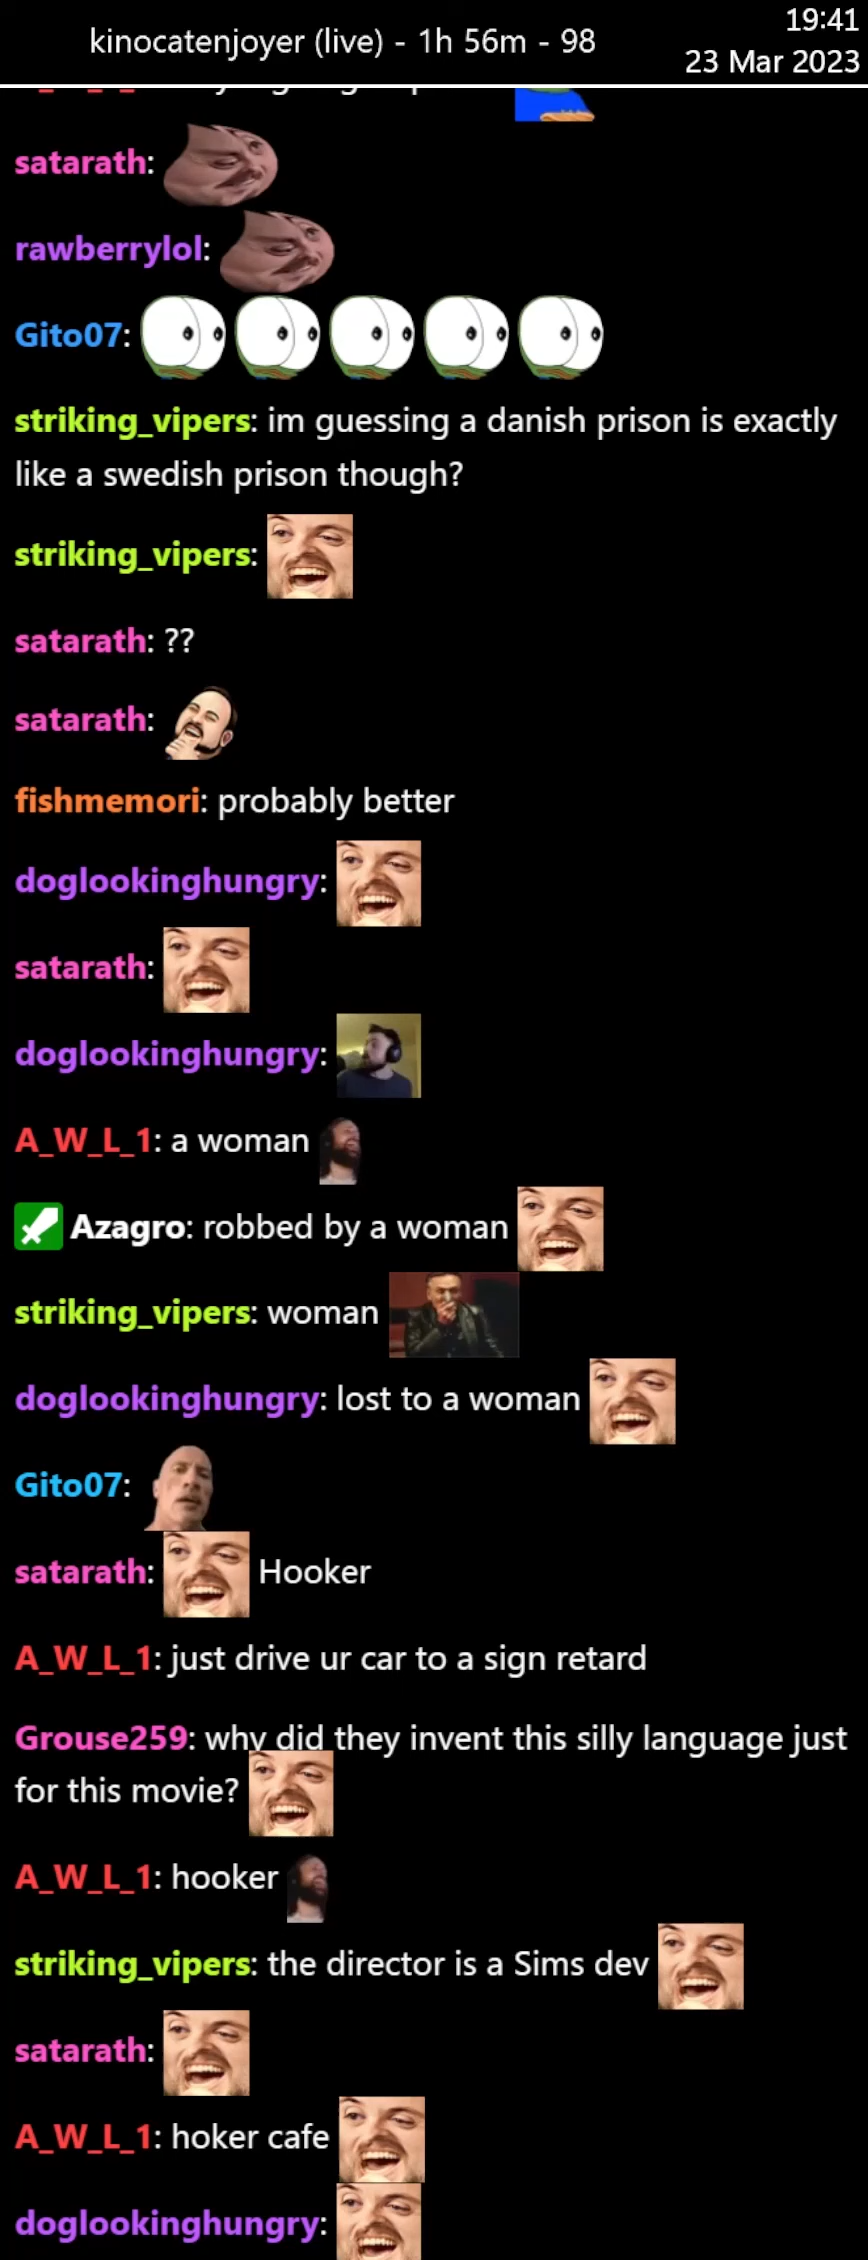 kinocatenjoyer (live) - 1h 56m - 98
19:41
23 Mar 2023
satarath:
rawberrylol:
Gito07:
striking_vipers: im guessing a danish prison is exactly
like a swedish prison though?
striking_vipers:
satarath: ??
satarath:
fishmemori: probably better
doglookinghungry:
satarath:
doglookinghungry:
A_W_L_1: a woman
Azagro: robbed by a woman
striking_vipers: woman
doglookinghungry: lost to a woman
Gito07:
satarath: Hooker
A_W_L_1: just drive ur car to a sign retard
Grouse259: why did they invent this silly language just
for this movie?
A_W_L_1: hooker
striking_vipers: the director is a Sims dev
satarath:
A_W_L_1: hoker cafe
doglookinghungry: